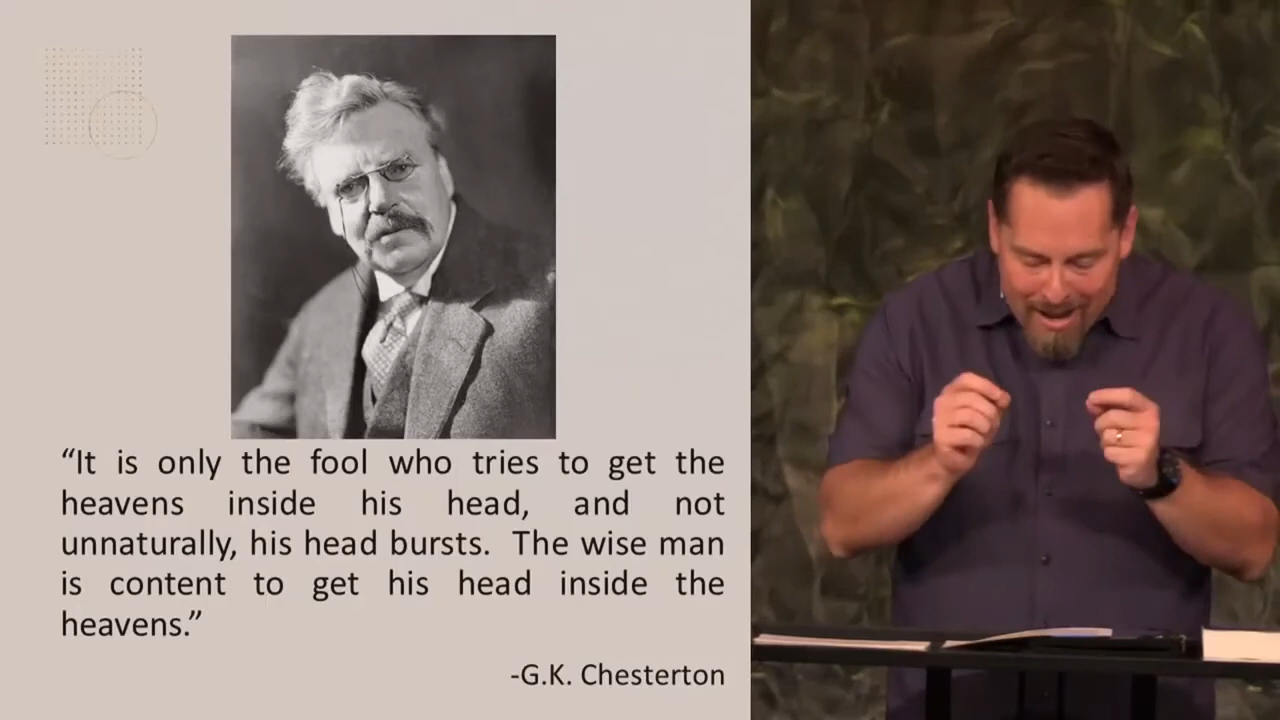 “It is only the fool who tries to get the
heavens inside his head, and not
unnaturally, his head bursts.  The wise man
is content to get his head inside the
heavens.”
-G.K. Chesterton